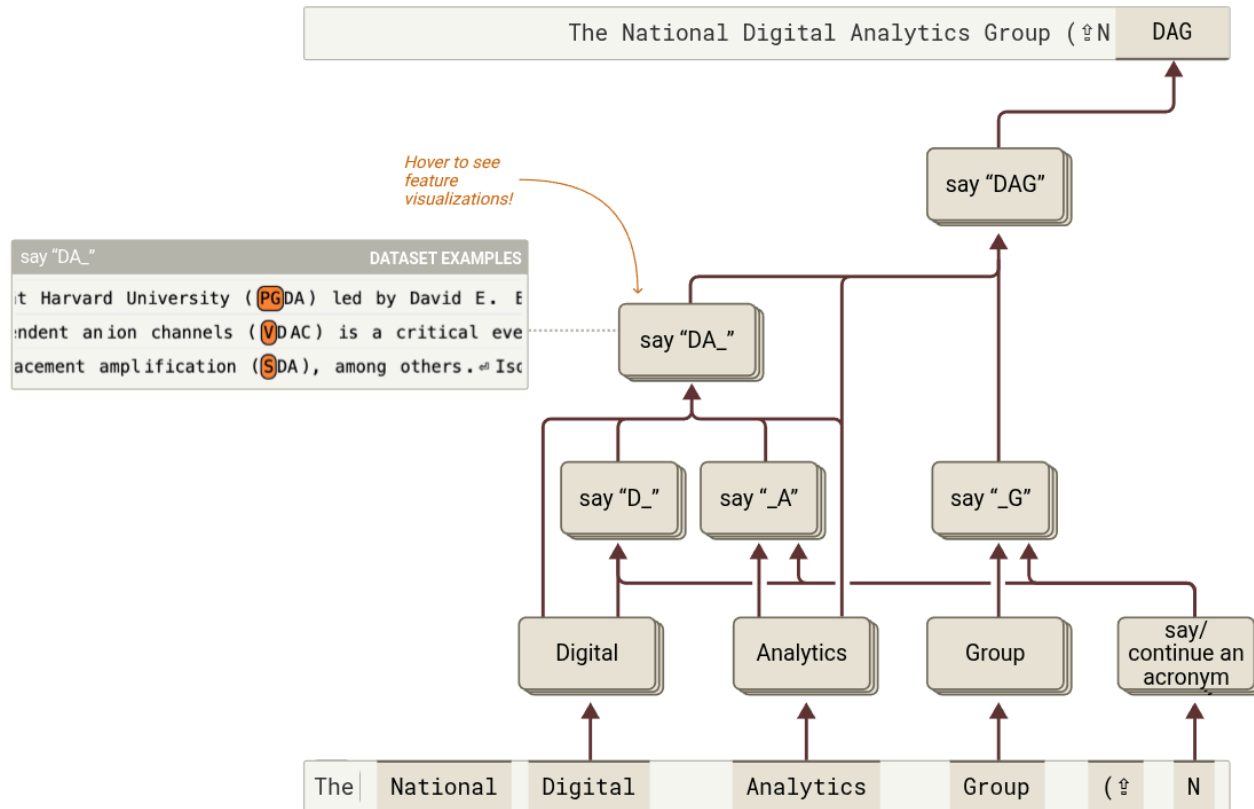 The National Digital Analytics Group (⇪N DAG
say “DAG”
Hover to see
feature
visualizations!
say “DA_” DATASET EXAMPLES
t Harvard University (PGDA) led by David E. B
ndent anion channels (VDAC) is a critical eve
acement amplification (SDA), among others.⏎Iso
say “DA_”
say “D_” say “_A” say “_G”
Digital Analytics Group say/
continue an
acronym
The National Digital Analytics Group (⇪ N